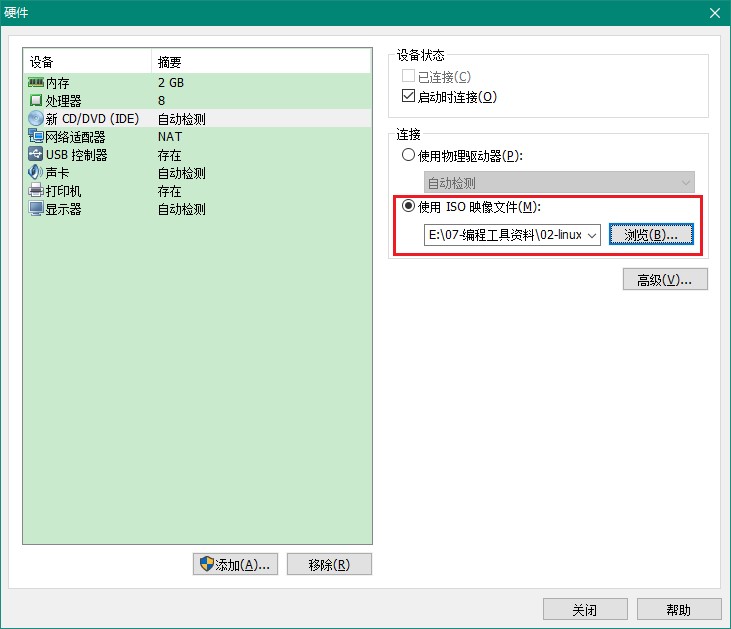 硬件
设备 摘要
内存 2 GB
处理器 8
新 CD/DVD (IDE) 自动检测
网络适配器 NAT
USB 控制器 存在
声卡 自动检测
打印机 存在
显示器 自动检测
添加(A)...
移除(R)
设备状态
已连接(C)
启动时连接(O)
连接
使用物理驱动器(P):
自动检测
使用 ISO 映像文件(M):
E:\07-编程工具资料\02-linux
浏览(B)...
高级(V)...
关闭
帮助